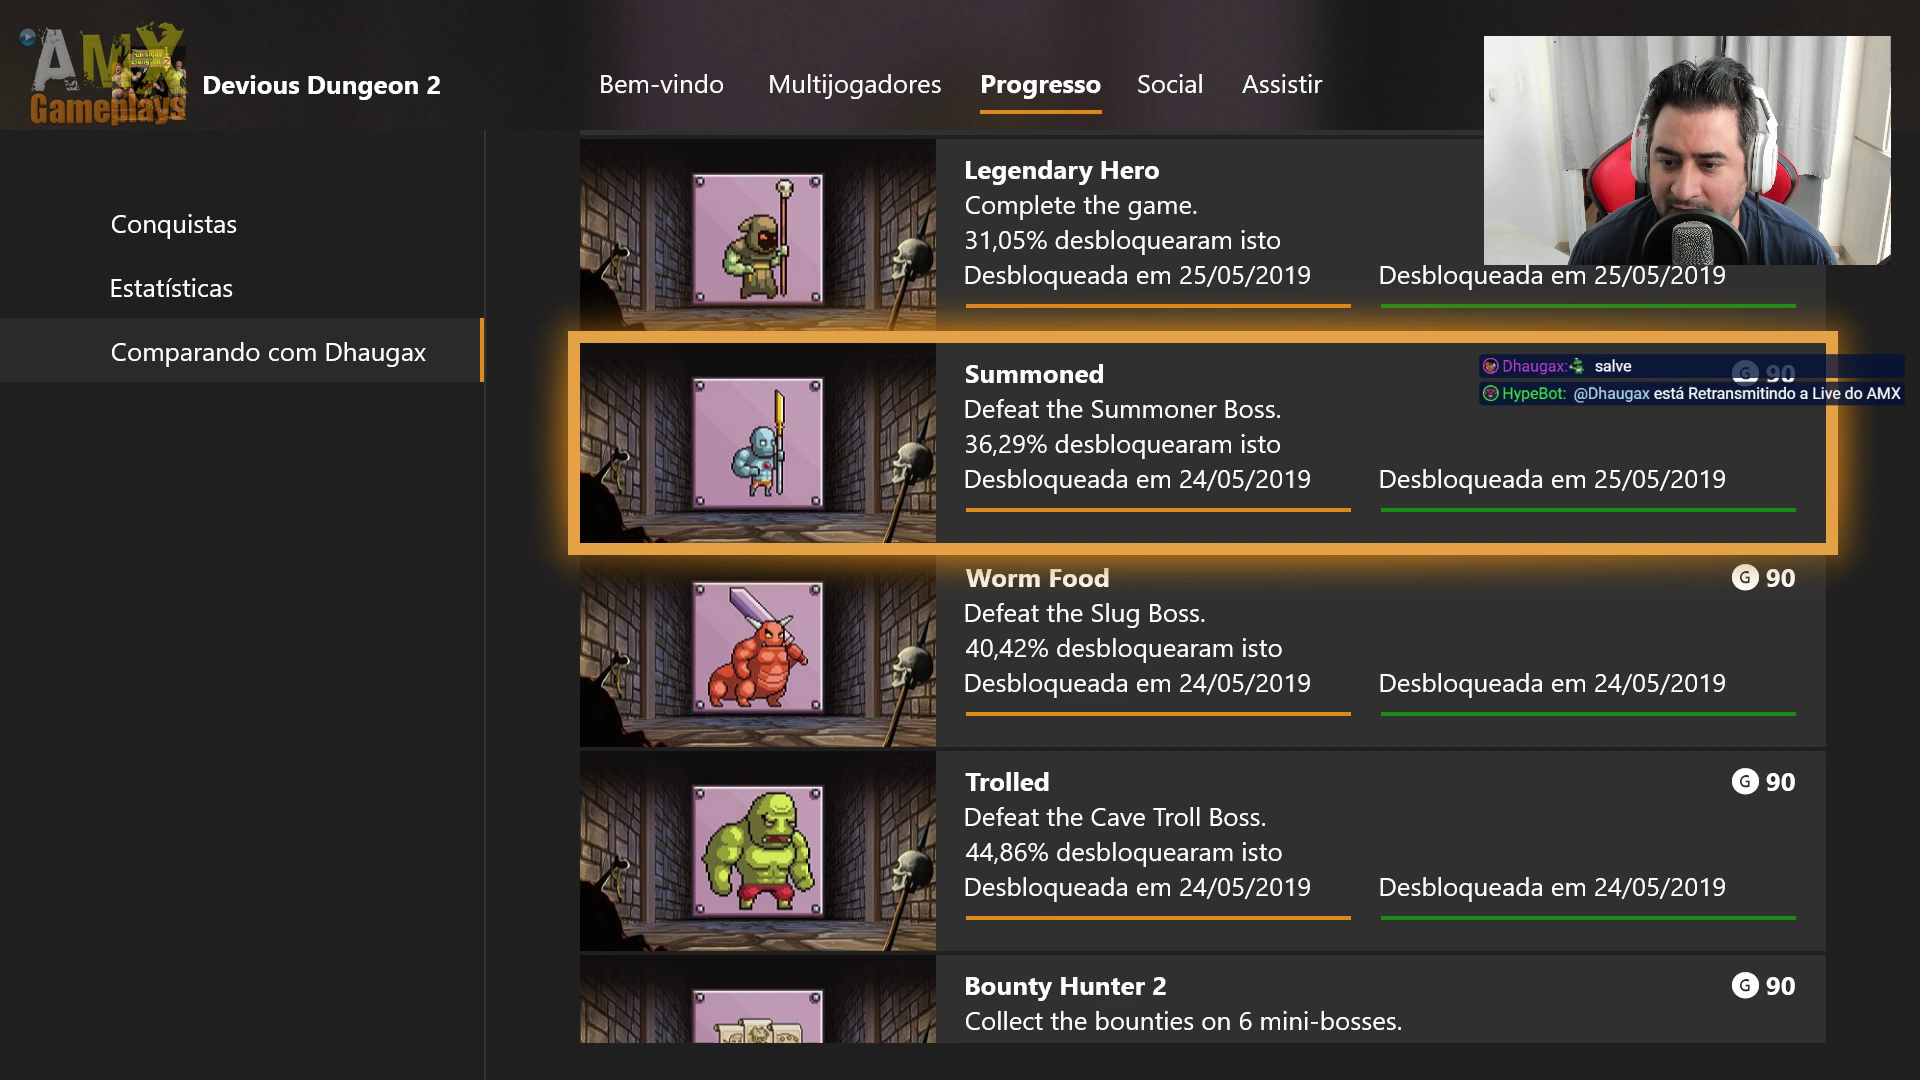 AMX
Gameplays
Devious Dungeon 2
Bem-vindo
Multijogadores
Progresso
Social
Assistir
Conquistas
Estatísticas
Comparando com Dhaugax
Legendary Hero
Complete the game.
31,05% desbloquearam isto
Desbloqueada em 25/05/2019
Desbloqueada em 25/05/2019
Summoned
G 90
Defeat the Summoner Boss.
36,29% desbloquearam isto
Desbloqueada em 24/05/2019
Desbloqueada em 25/05/2019
Dhaugax: salve
HypeBot: @Dhaugax está Retransmitindo a Live do AMX
Worm Food
G 90
Defeat the Slug Boss.
40,42% desbloquearam isto
Desbloqueada em 24/05/2019
Desbloqueada em 24/05/2019
Trolled
G 90
Defeat the Cave Troll Boss.
44,86% desbloquearam isto
Desbloqueada em 24/05/2019
Desbloqueada em 24/05/2019
Bounty Hunter 2
G 90
Collect the bounties on 6 mini-bosses.